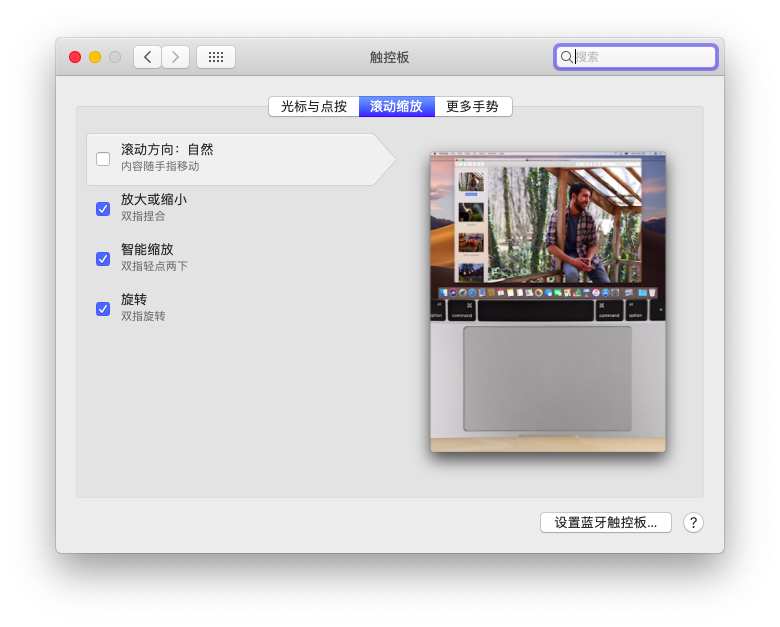 触控板
搜索
光标与点按
滚动缩放
更多手势
滚动方向：自然
内容随手指移动
放大或缩小
双指捏合
智能缩放
双指轻点两下
旋转
双指旋转
command
command
option
设置蓝牙触控板...
?